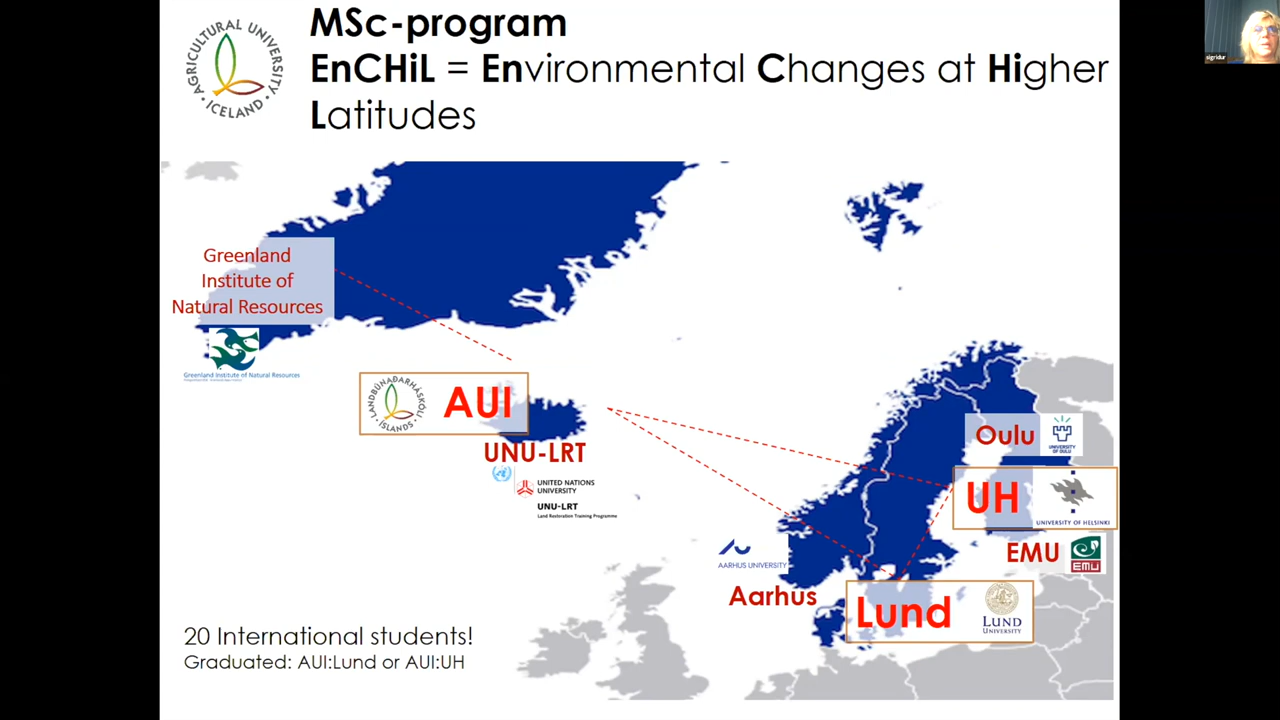 MSc-program
EnCHiL = Environmental Changes at Higher
Latitudes
AGRICULTURAL UNIVERSITY
• ICELAND •
sigridur
Greenland
Institute of
Natural Resources
Greenland Institute of Natural Resources
LANDBÚNAÐARHÁSKÓLI
• ÍSLANDS •
AUI
UNU-LRT
UNITED NATIONS
UNIVERSITY
UNU-LRT
Land Restoration Training Programme
Oulu
UNIVERSITY
OF OULU
UH
UNIVERSITY OF HELSINKI
EMU
EMU
AARHUS UNIVERSITY
Aarhus
Lund
LUND
UNIVERSITY
20 International students!
Graduated: AUI:Lund or AUI:UH